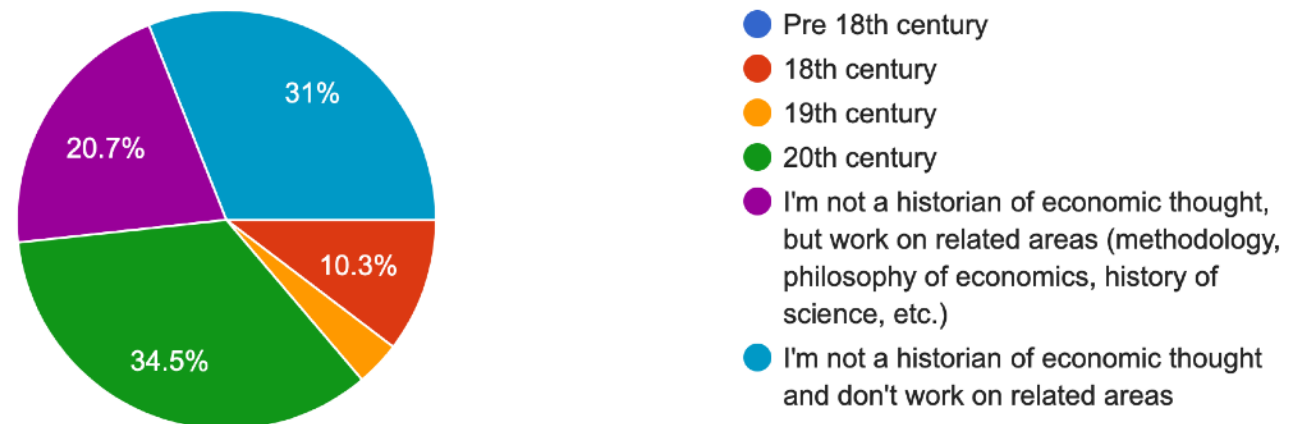 31%
20.7%
10.3%
34.5%
Pre 18th century
18th century
19th century
20th century
I'm not a historian of economic thought,
but work on related areas (methodology,
philosophy of economics, history of
science, etc.)
I'm not a historian of economic thought
and don't work on related areas